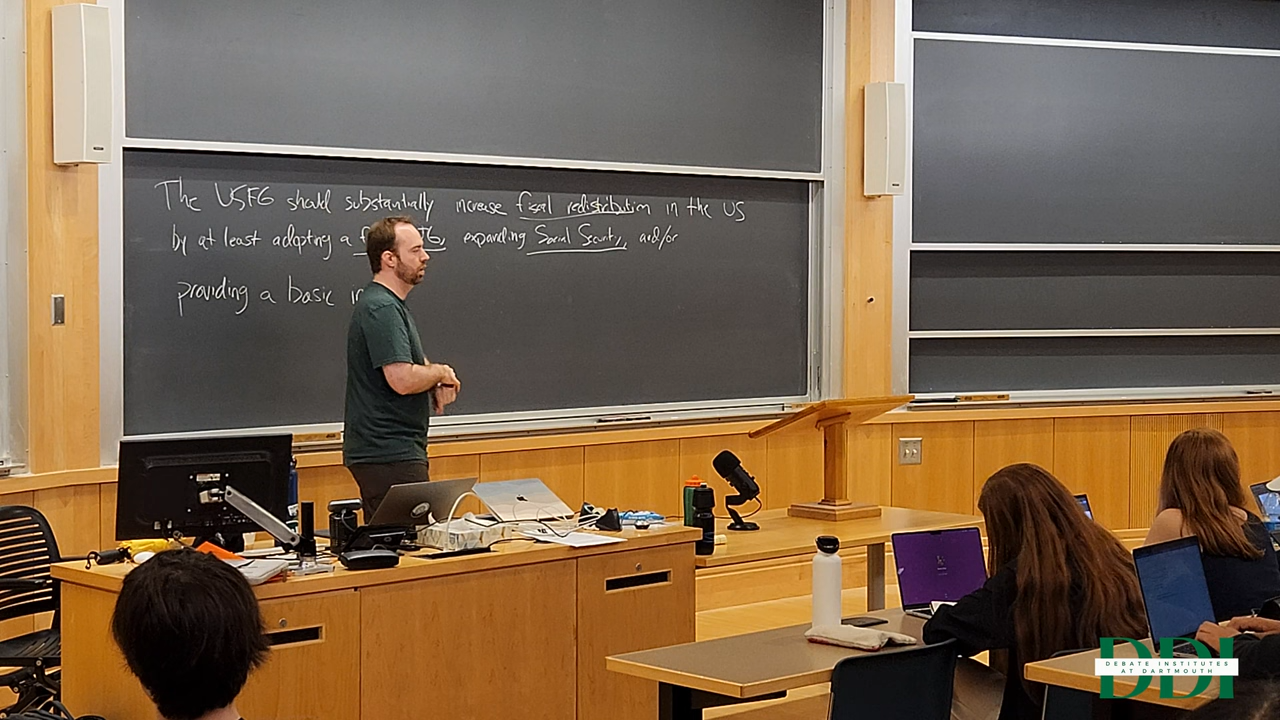 The USFG should substantially increase fiscal redistribution in the US
by at least adopting a expanding Social Security, and/or
providing a basic
DDI
DEBATE INSTITUTES
AT DARTMOUTH